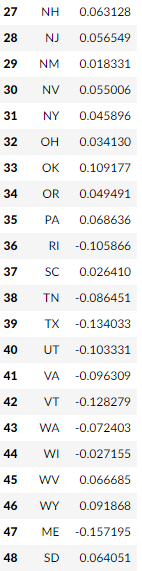 27 NH 0.063128
28 NJ 0.056549
29 NM 0.018331
30 NV 0.055006
31 NY 0.045896
32 OH 0.034130
33 OK 0.109177
34 OR 0.049491
35 PA 0.068636
36 RI -0.105866
37 SC 0.026410
38 TN -0.086451
39 TX -0.134033
40 UT -0.103331
41 VA -0.096309
42 VT -0.128279
43 WA -0.072403
44 WI -0.027155
45 WV 0.066685
46 WY 0.091868
47 ME -0.157195
48 SD 0.064051